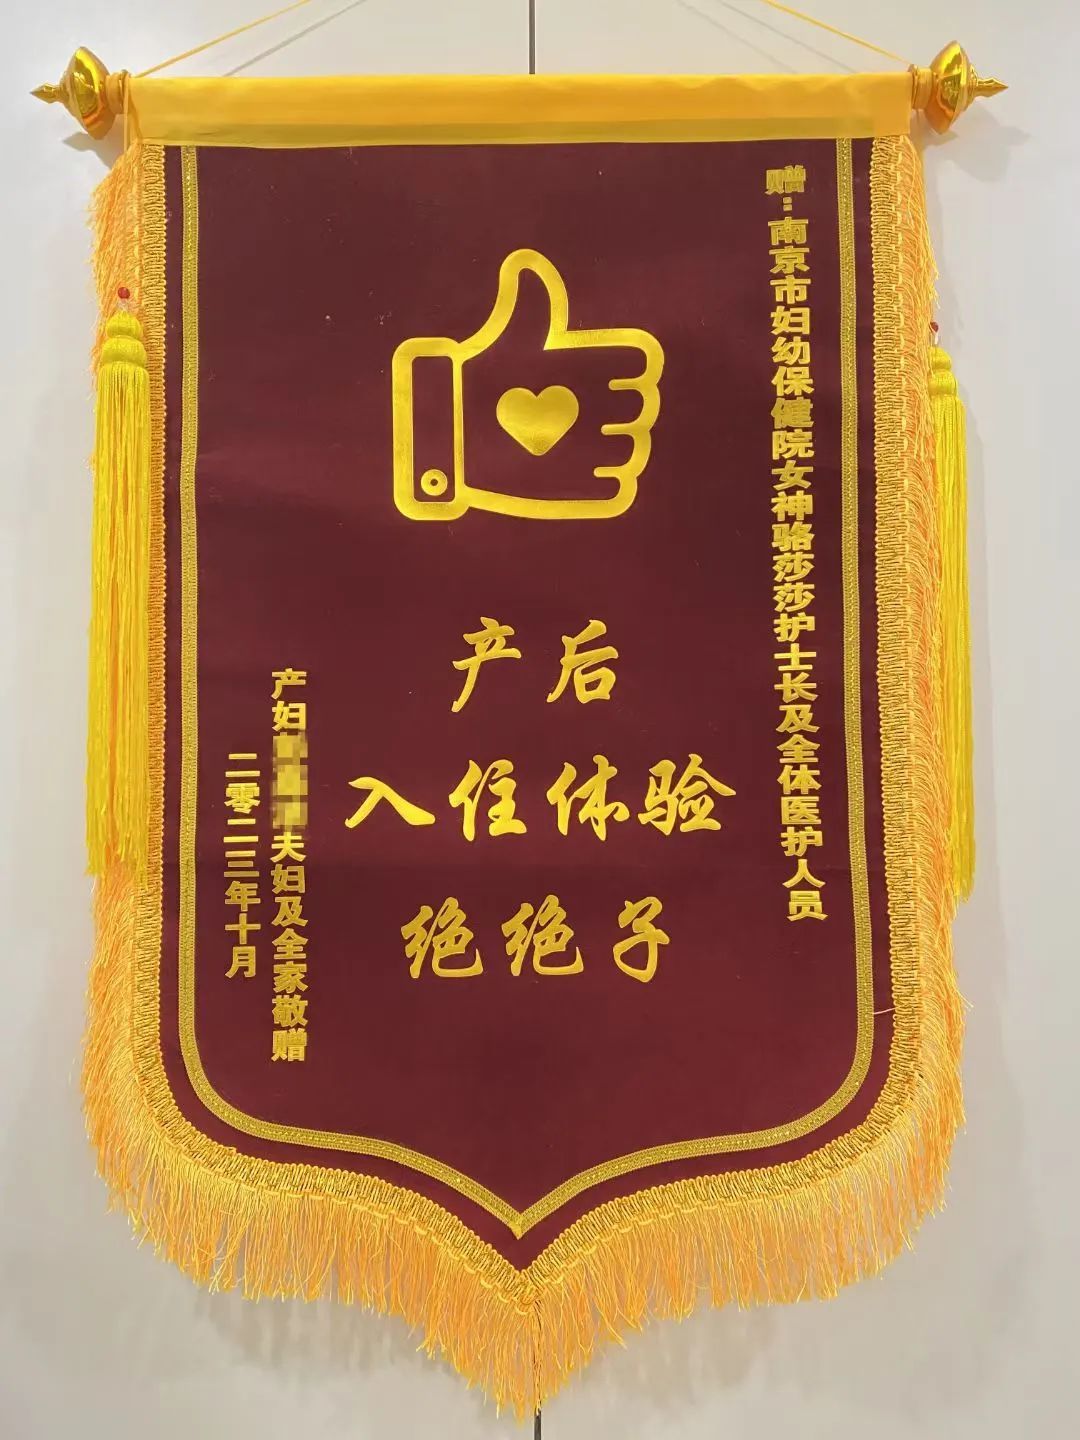 赠：南京市妇幼保健院女神骆莎莎护士长及全体医护人员
产后
入住体验
绝绝子
产妇夫妇及全家敬赠
二零二三年十月